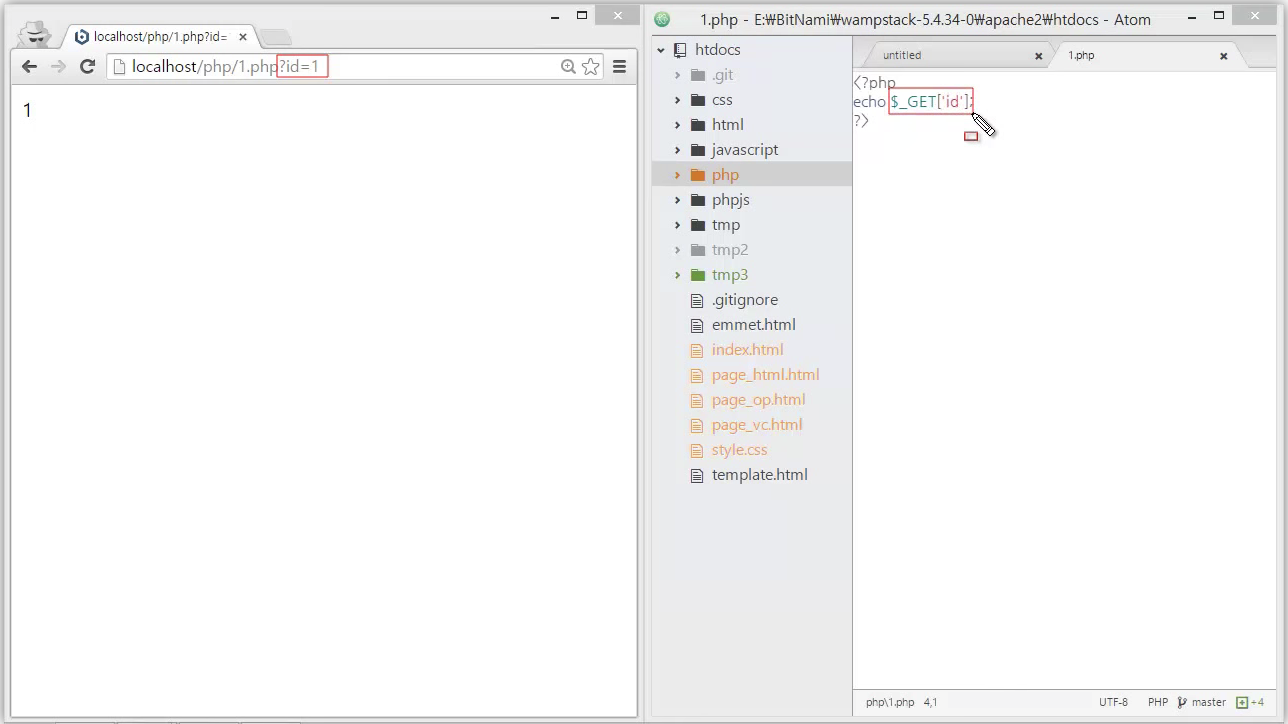 localhost/php/1.php?id=
localhost/php/1.php?id=1
1
1.php - E:₩BitNami₩wampstack-5.4.34-0₩apache2₩htdocs - Atom
htdocs
.git
css
html
javascript
php
phpjs
tmp
tmp2
tmp3
.gitignore
emmet.html
index.html
page_html.html
page_op.html
page_vc.html
style.css
template.html
untitled
1.php
<?php
echo $_GET['id'];
?>
php\1.php 4,1
UTF-8 PHP master +4